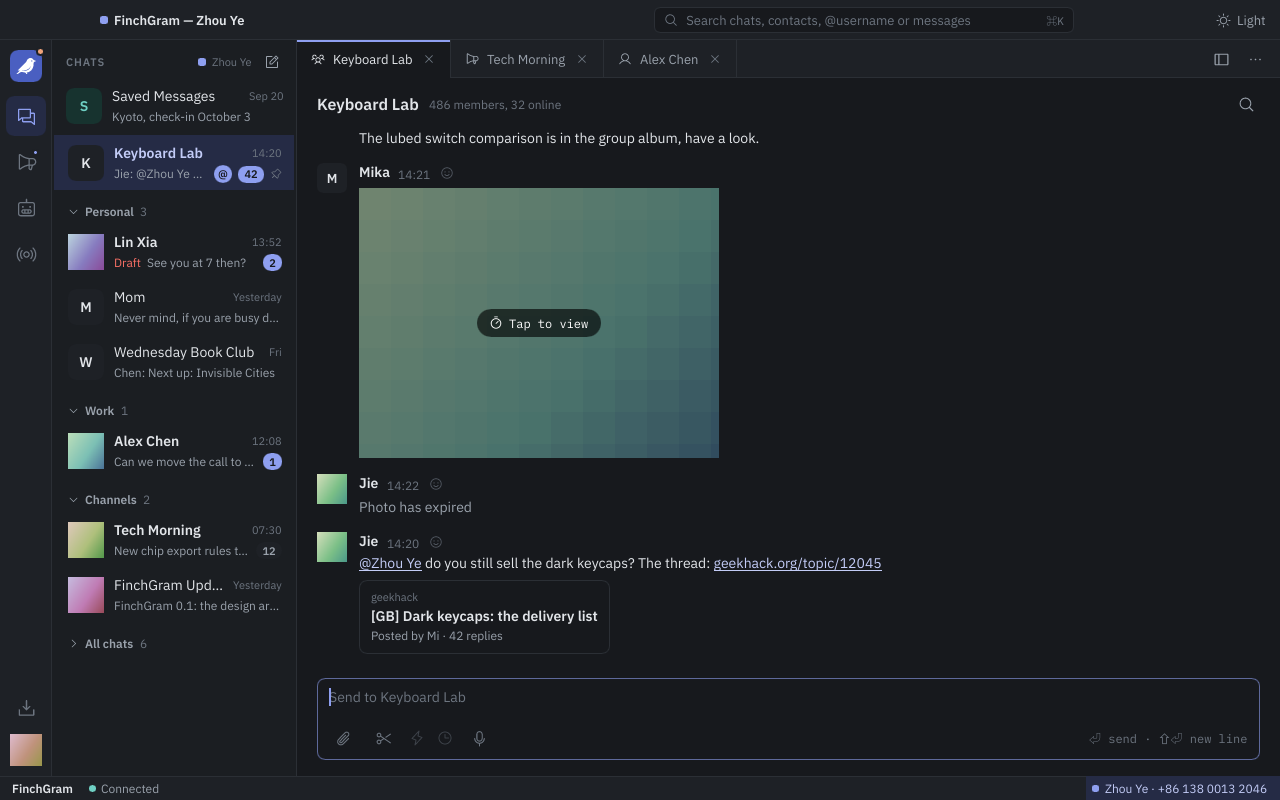 FinchGram — Zhou Ye
Search chats, contacts, @username or messages ⌘K
Light
CHATS
Zhou Ye
S
Saved Messages Sep 20
Kyoto, check-in October 3
K
Keyboard Lab 14:20
Jie: @Zhou Ye … @ 42
Personal 3
Lin Xia 13:52
Draft See you at 7 then? 2
M
Mom Yesterday
Never mind, if you are busy d…
W
Wednesday Book Club Fri
Chen: Next up: Invisible Cities
Work 1
Alex Chen 12:08
Can we move the call to … 1
Channels 2
Tech Morning 07:30
New chip export rules t… 12
FinchGram Upd… Yesterday
FinchGram 0.1: the design ar…
All chats 6
Keyboard Lab
Tech Morning
Alex Chen
Keyboard Lab 486 members, 32 online
The lubed switch comparison is in the group album, have a look.
M
Mika 14:21
Tap to view
Jie 14:22
Photo has expired
Jie 14:20
@Zhou Ye do you still sell the dark keycaps? The thread: geekhack.org/topic/12045
geekhack
[GB] Dark keycaps: the delivery list
Posted by Mi · 42 replies
Send to Keyboard Lab
⏎ send · ⇧⏎ new line
FinchGram
Connected
Zhou Ye · +86 138 0013 2046